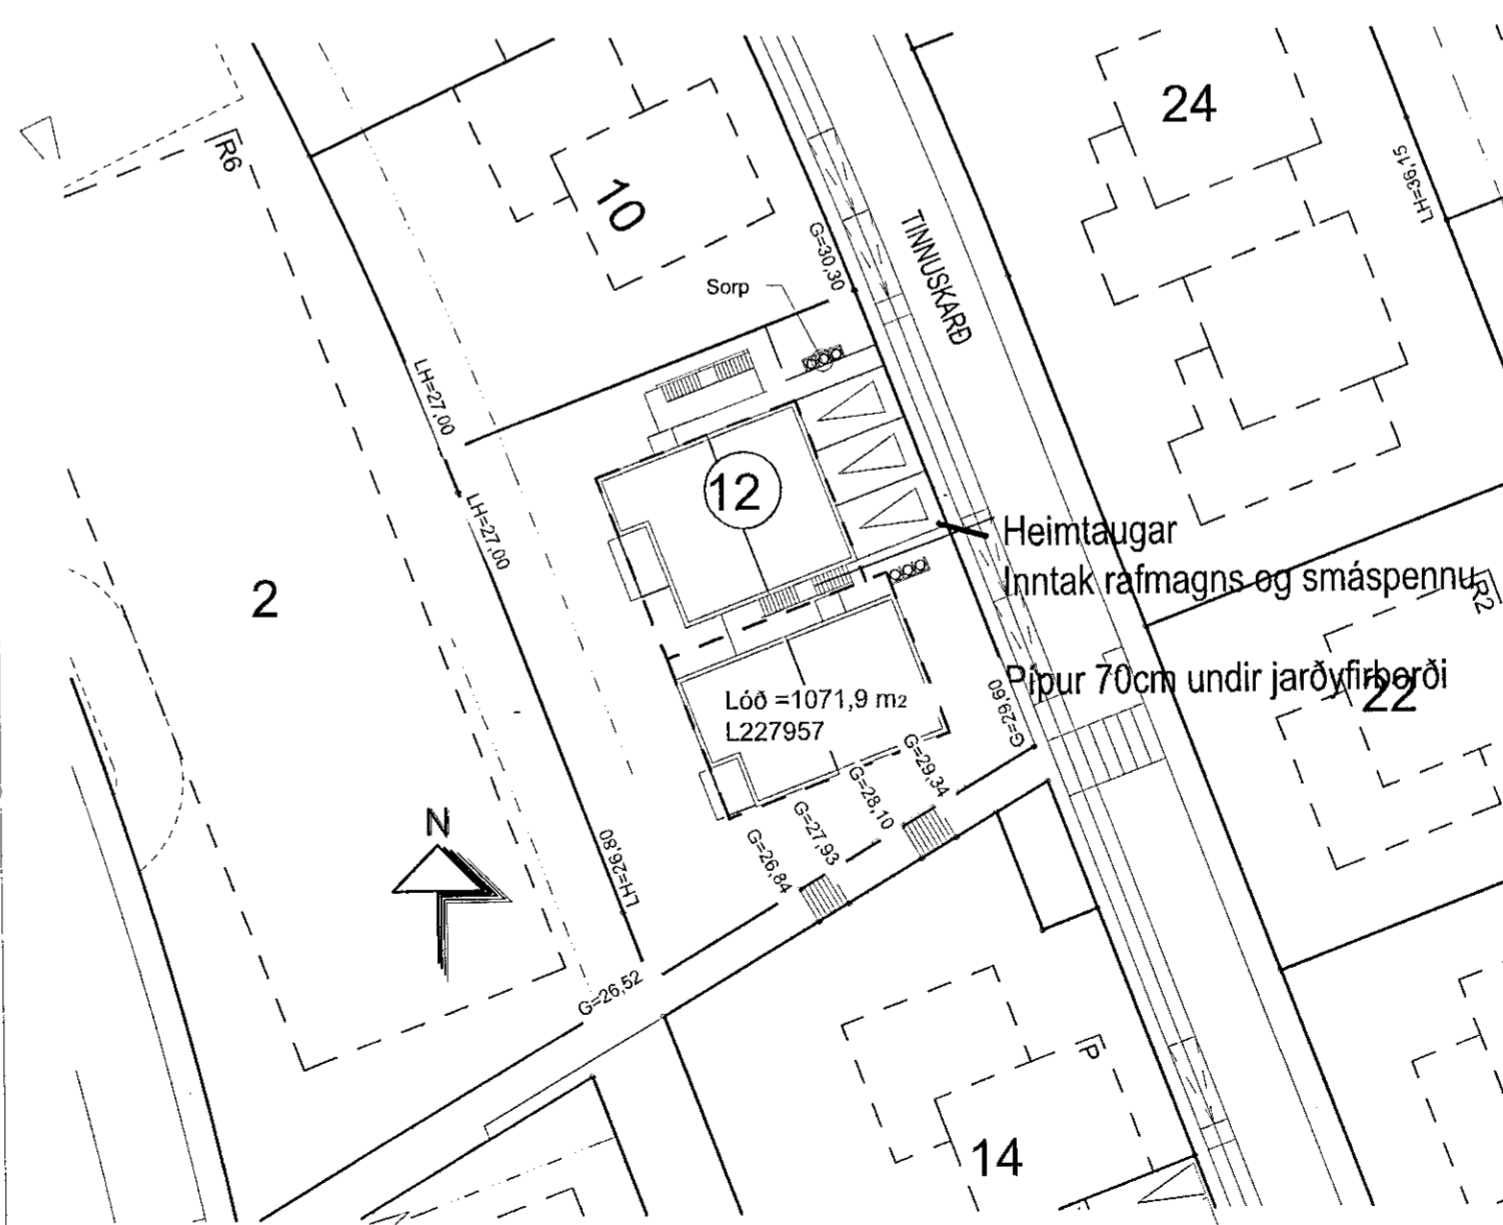 24
R6
LH=36,15
10
G=30,30
TINNUSKARÐ
Sorp
LH=27,00
12
LH=27,00
Heimtaugar
Inntak rafmagns og smáspennu
2
R2
Pípur 70cm undir jarðyfirborði
22
G=29,60
Lóð =1071,9 m2
L227957
G=29,34
G=28,10
G=27,93
G=26,84
N
LH=26,80
G=26,52
P
14